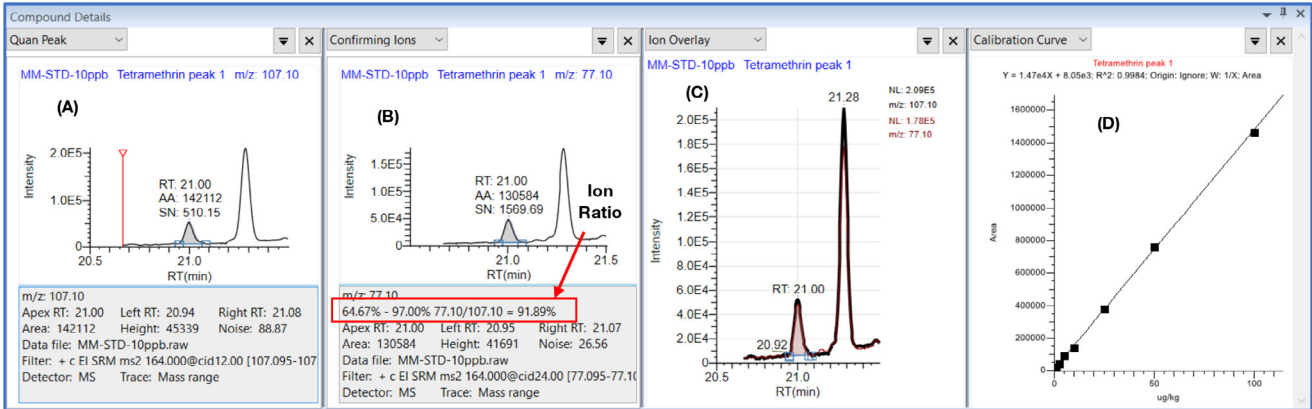 Compound Details
Quan Peak
Confirming Ions
Ion Overlay
Calibration Curve
MM-STD-10ppb Tetramethrin peak 1 m/z: 107.10
(A)
Intensity
2.0E5
1.0E5
0
RT: 21.00
AA: 142112
SN: 510.15
20.5
21.0
RT(min)
m/z: 107.10
Apex RT: 21.00 Left RT: 20.94 Right RT: 21.08
Area: 142112 Height: 45339 Noise: 88.87
Data file: MM-STD-10ppb.raw
Filter: + c EI SRM ms2 164.000@cid12.00 [107.095-107
Detector: MS Trace: Mass range
MM-STD-10ppb Tetramethrin peak 1 m/z: 77.10
(B)
Intensity
1.5E5
1.0E5
5.0E4
0
RT: 21.00
AA: 130584
SN: 1569.69
Ion
Ratio
21.0
21.5
RT(min)
m/z: 77.10
64.67% - 97.00% 77.10/107.10 = 91.89%
Apex RT: 21.00 Left RT: 20.95 Right RT: 21.07
Area: 130584 Height: 41691 Noise: 26.56
Data file: MM-STD-10ppb.raw
Filter: + c EI SRM ms2 164.000@cid24.00 [77.095-77.10
Detector: MS Trace: Mass range
MM-STD-10ppb Tetramethrin peak 1
(C)
21.28
NL: 2.09E5
m/z: 107.10
NL: 1.78E5
m/z: 77.10
Intensity
2.0E5
1.8E5
1.6E5
1.4E5
1.2E5
1.0E5
8.0E4
6.0E4
4.0E4
2.0E4
0
RT: 21.00
20.92
20.5
21.0
RT(min)
Tetramethrin peak 1
Y = 1.47e4X + 8.05e3; R^2: 0.9984; Origin: Ignore; W: 1/X; Area
(D)
Area
1600000
1400000
1200000
1000000
800000
600000
400000
200000
0
0
50
100
ug/kg